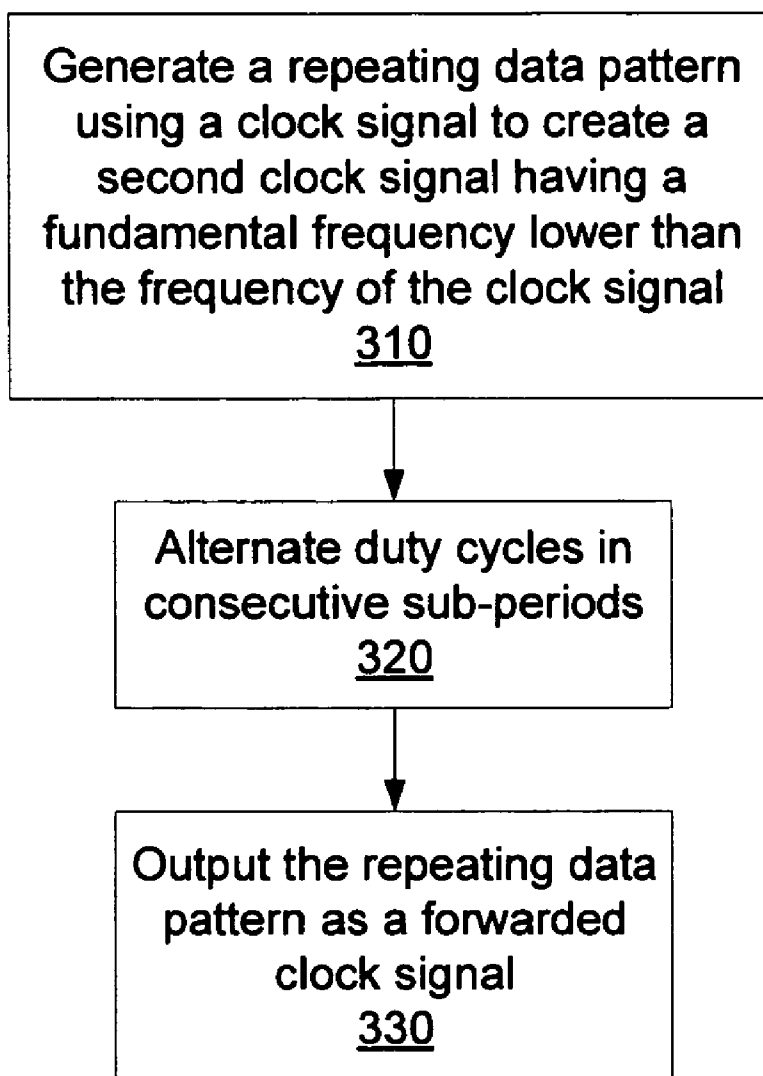 Generate a repeating data pattern
using a clock signal to create a
second clock signal having a
fundamental frequency lower than
the frequency of the clock signal
310
Alternate duty cycles in
consecutive sub-periods
320
Output the repeating data
pattern as a forwarded
clock signal
330